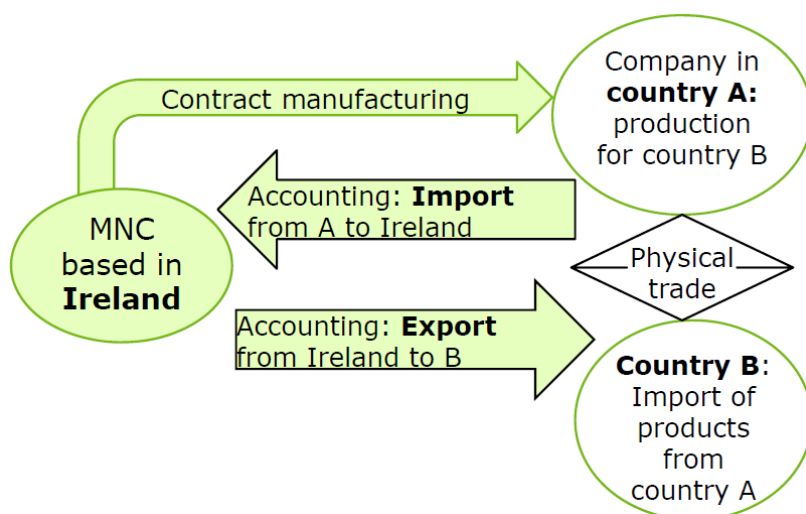 Contract manufacturing
Company in
country A:
production
for country B
Accounting: Import
from A to Ireland
MNC
based in
Ireland
Physical
trade
Accounting: Export
from Ireland to B
Country B:
Import of
products
from
country A